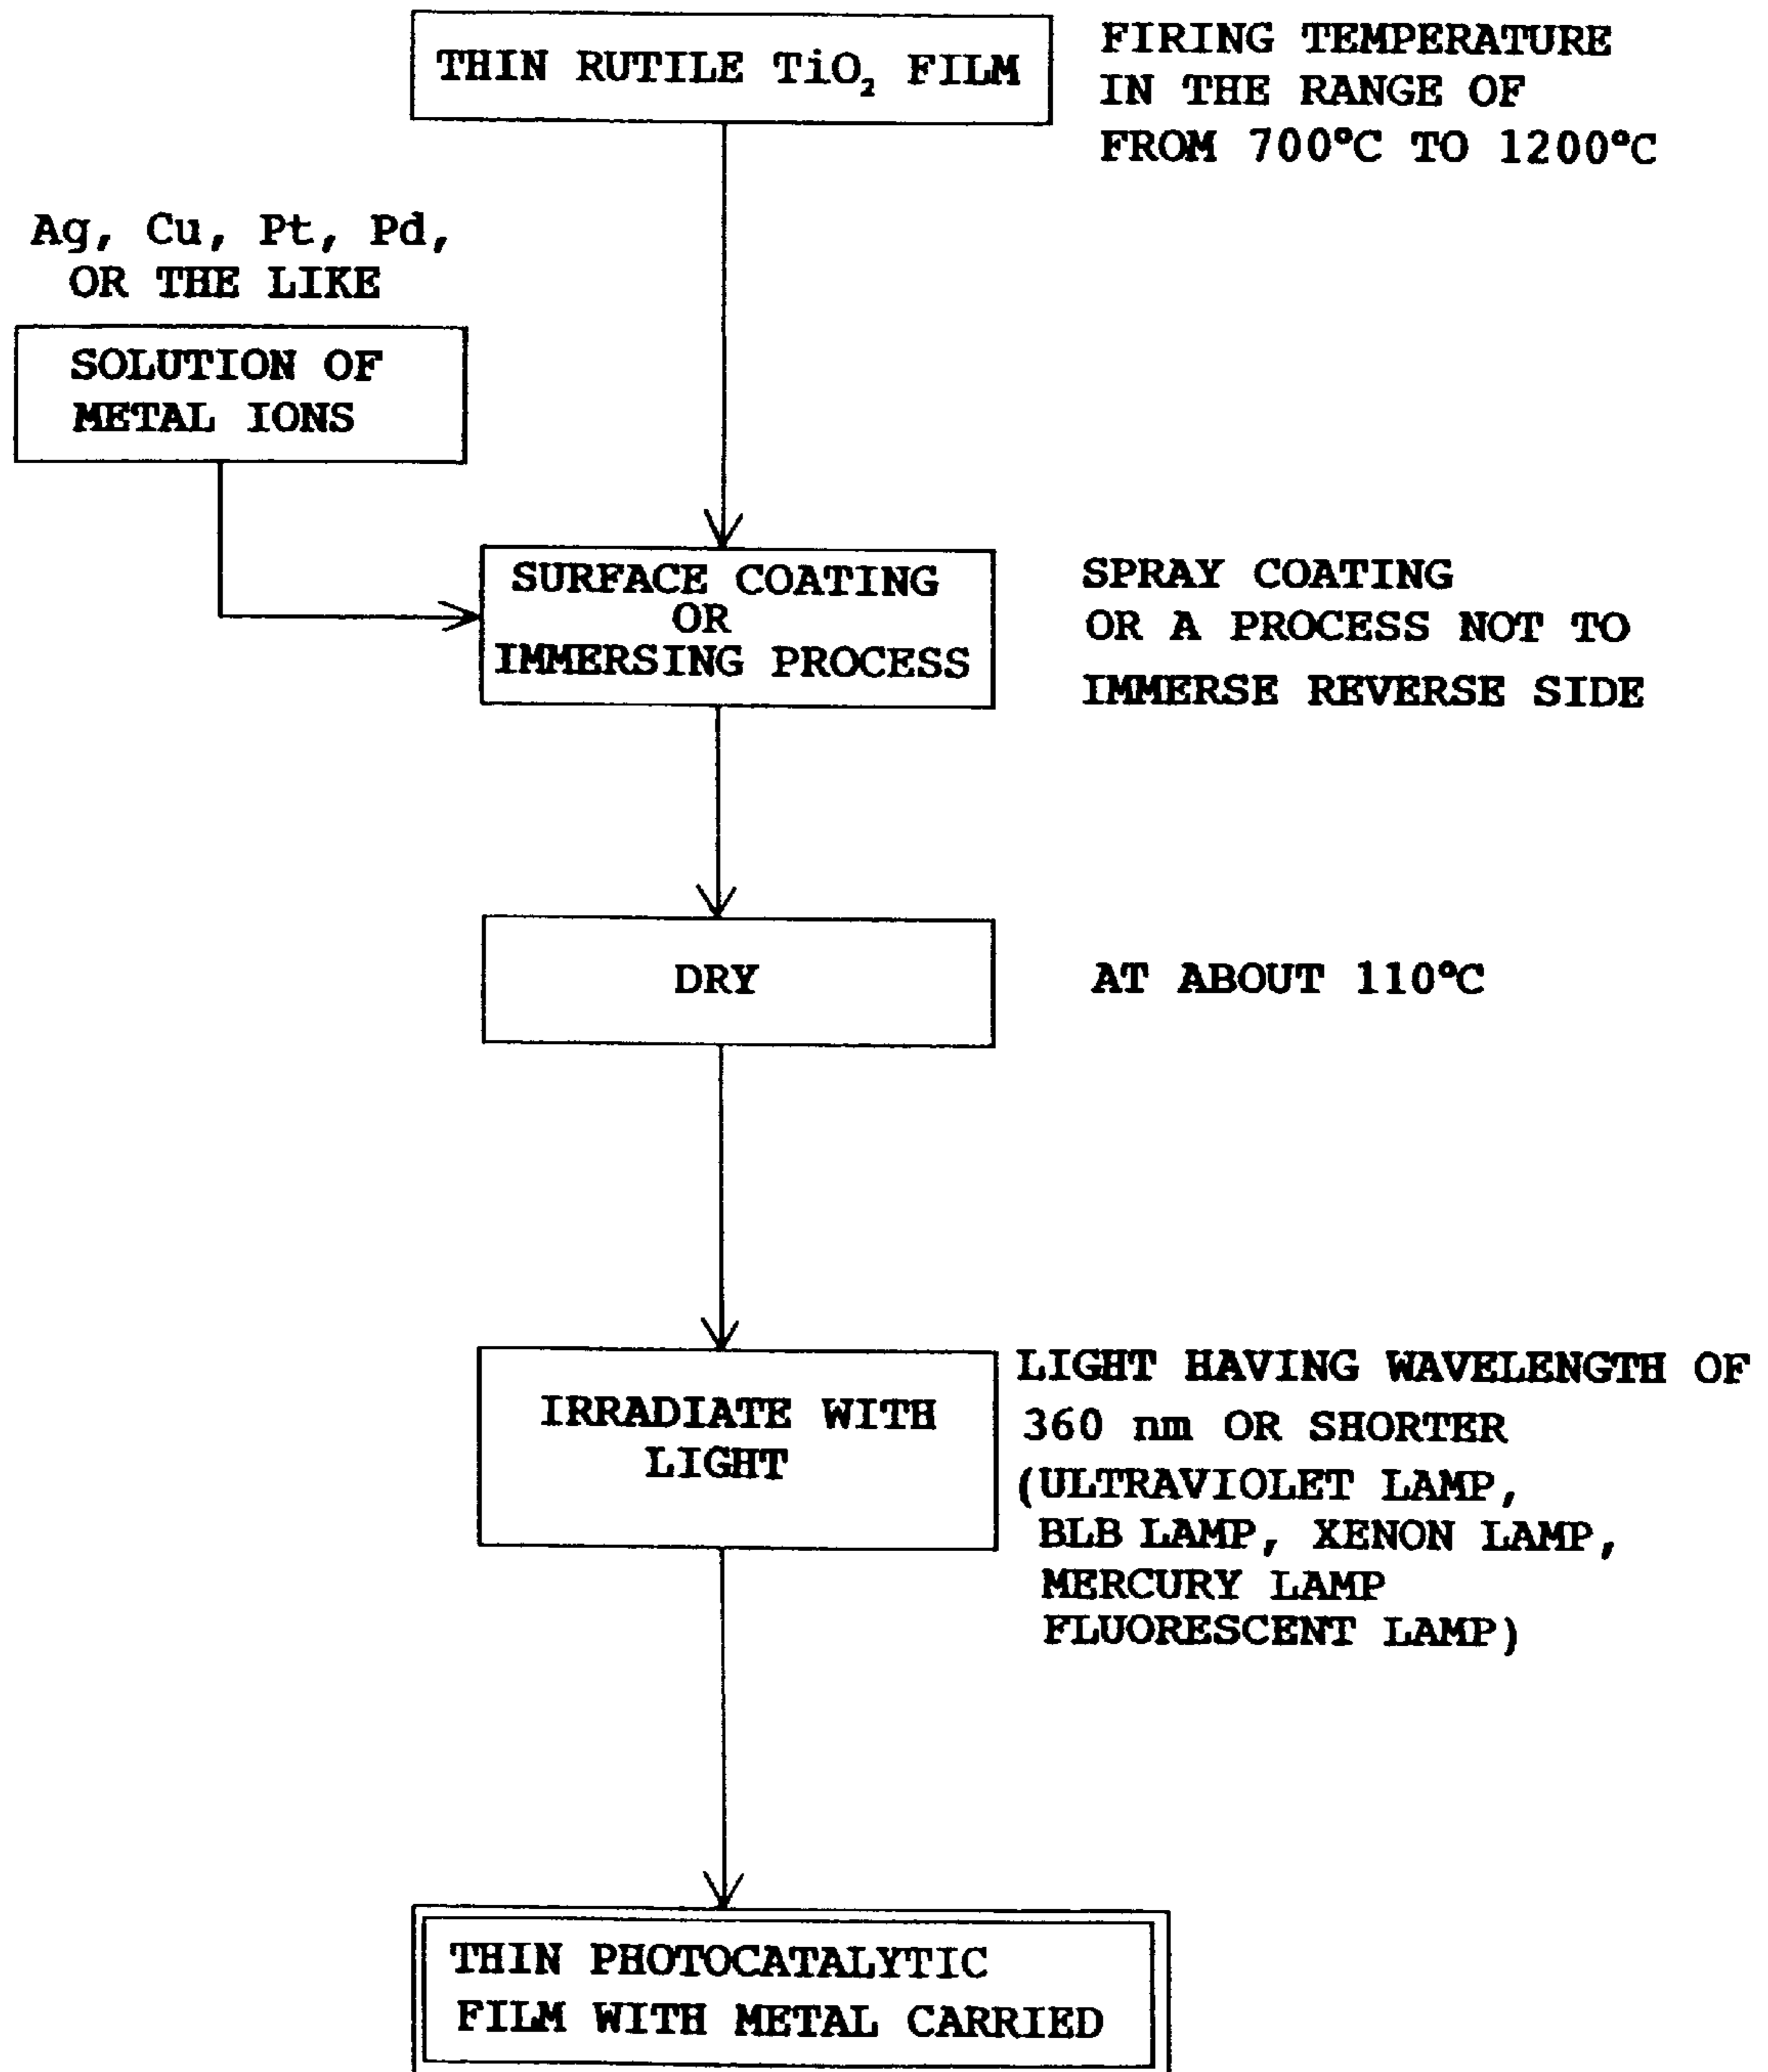 THIN RUTILE TiO₂ FILM
FIRING TEMPERATURE
IN THE RANGE OF
FROM 700°C TO 1200°C
Ag, Cu, Pt, Pd,
OR THE LIKE
SOLUTION OF
METAL IONS
SURFACE COATING
OR
IMMERSING PROCESS
SPRAY COATING
OR A PROCESS NOT TO
IMMERSE REVERSE SIDE
DRY
AT ABOUT 110°C
IRRADIATE WITH
LIGHT
LIGHT HAVING WAVELENGTH OF
360 nm OR SHORTER
(ULTRAVIOLET LAMP,
BLB LAMP, XENON LAMP,
MERCURY LAMP
FLUORESCENT LAMP)
THIN PHOTOCATALYTIC
FILM WITH METAL CARRIED